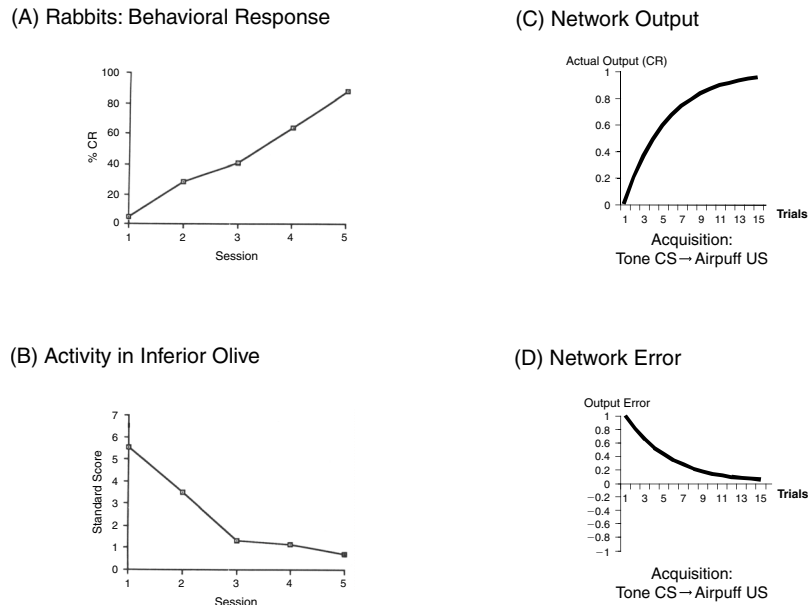 (A) Rabbits: Behavioral Response
% CR
100
80
60
40
20
0
1 2 3 4 5
Session
(B) Activity in Inferior Olive
Standard Score
7
6
5
4
3
2
1
0
1 2 3 4 5
Session
(C) Network Output
Actual Output (CR)
1
0.8
0.6
0.4
0.2
0
1 3 5 7 9 11 13 15 Trials
Acquisition:
Tone CS→Airpuff US
(D) Network Error
Output Error
1
0.8
0.6
0.4
0.2
0
1 3 5 7 9 11 13 15 Trials
−0.2
−0.4
−0.6
−0.8
−1
Acquisition:
Tone CS→Airpuff US